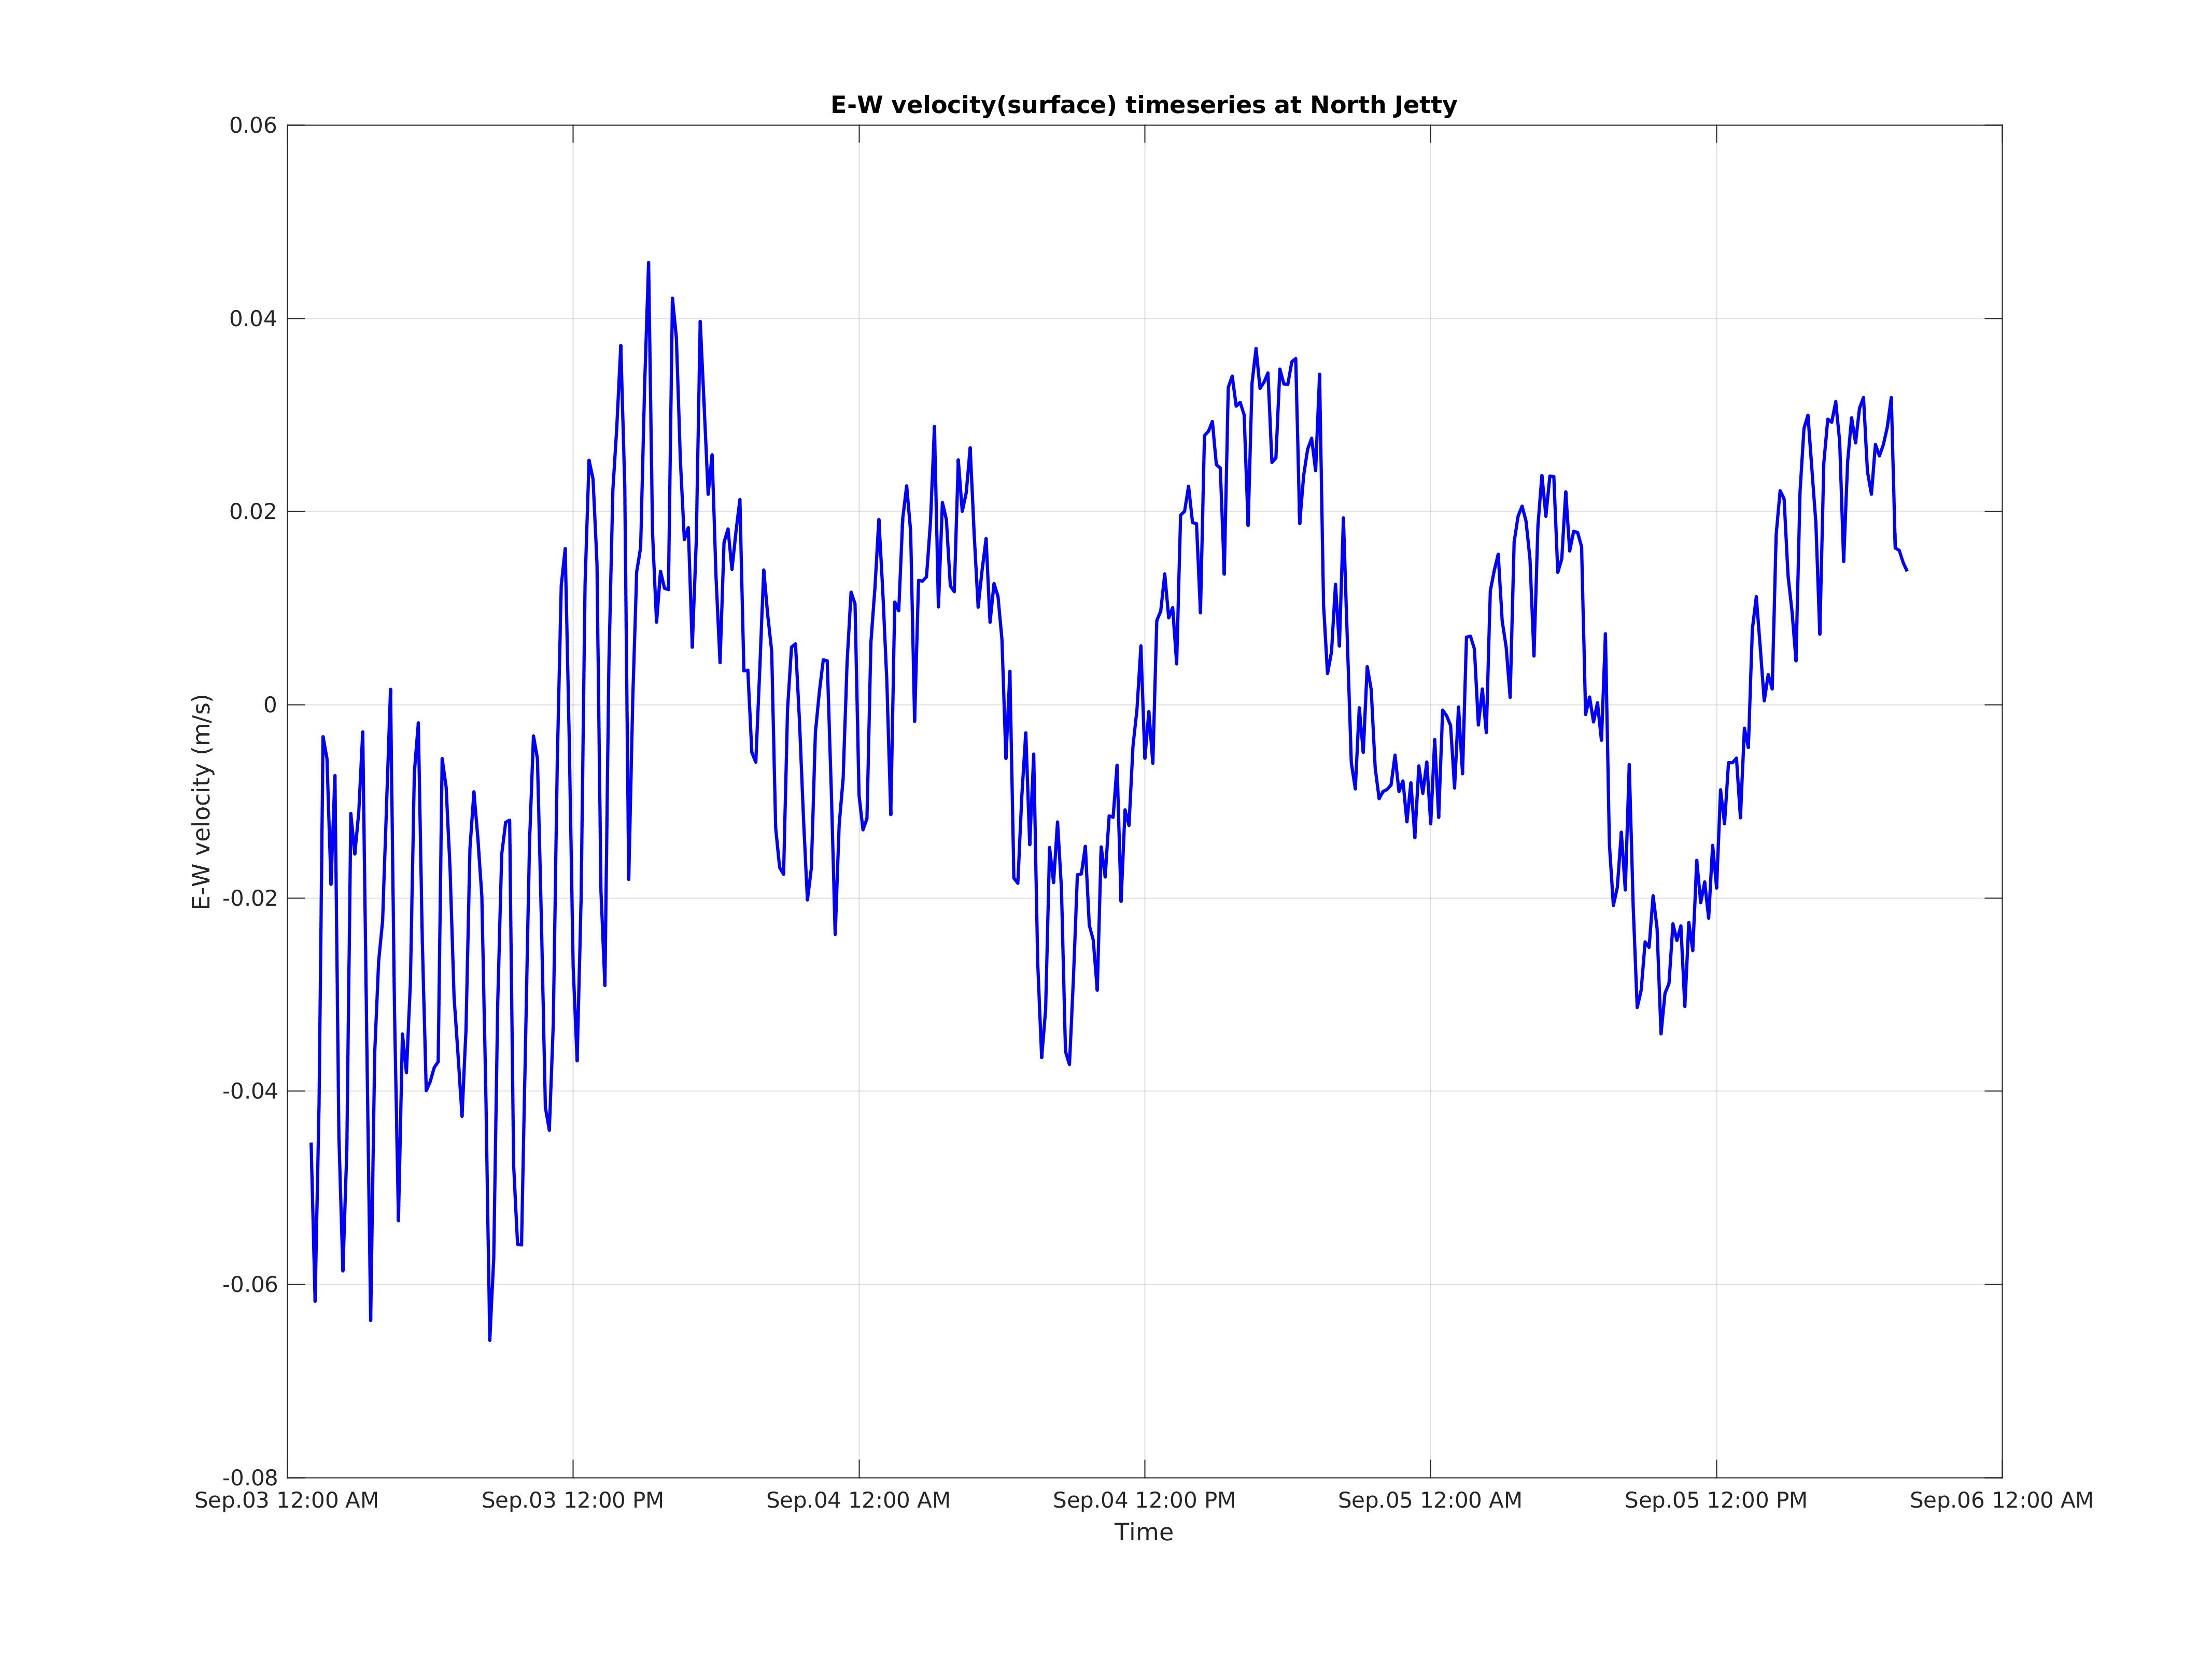 E-W velocity(surface) timeseries at North Jetty
0.06
0.04
0.02
0
-0.02
-0.04
-0.06
-0.08
E-W velocity (m/s)
Sep.03 12:00 AM Sep.03 12:00 PM Sep.04 12:00 AM Sep.04 12:00 PM Sep.05 12:00 AM Sep.05 12:00 PM Sep.06 12:00 AM
Time